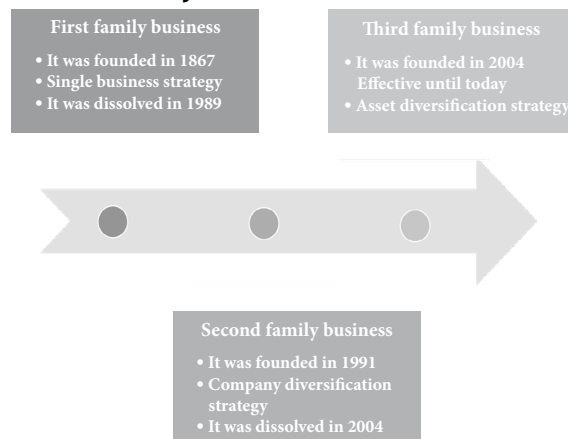 First family business
• It was founded in 1867
• Single business strategy
• It was dissolved in 1989
Third family business
• It was founded in 2004
Effective until today
• Asset diversification strategy
Second family business
• It was founded in 1991
• Company diversification
strategy
• It was dissolved in 2004